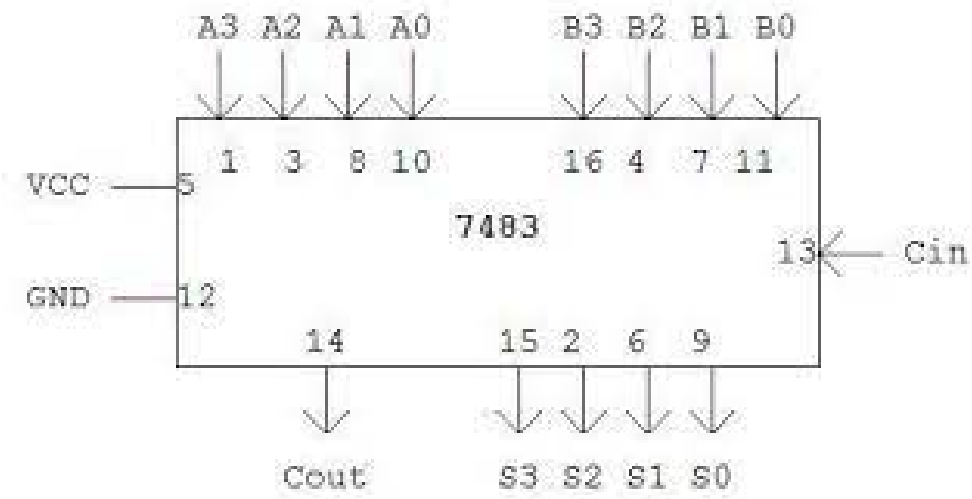 A3 A2 A1 A0 B3 B2 B1 B0
1 3 8 10 16 4 7 11
VCC 5
7483
13 Cin
GND 12
14 15 2 6 9
Cout S3 S2 S1 S0